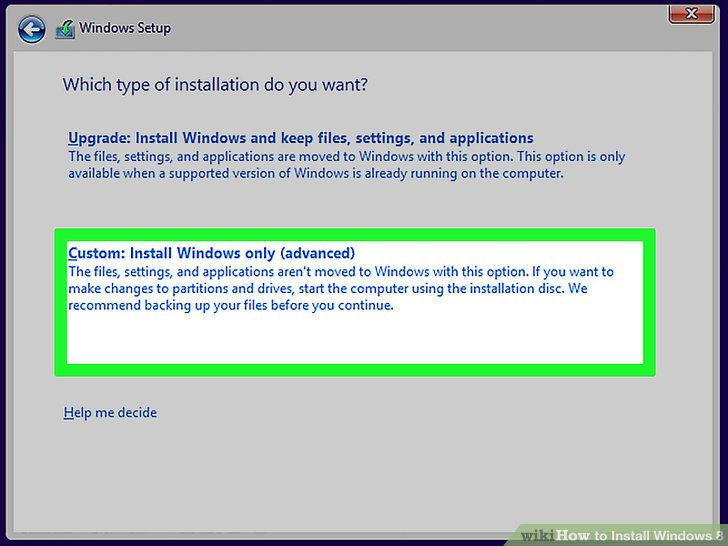 Windows Setup
Which type of installation do you want?
Upgrade: Install Windows and keep files, settings, and applications
The files, settings, and applications are moved to Windows with this option. This option is only
available when a supported version of Windows is already running on the computer.
Custom: Install Windows only (advanced)
The files, settings, and applications aren't moved to Windows with this option. If you want to
make changes to partitions and drives, start the computer using the installation disc. We
recommend backing up your files before you continue.
Help me decide
wikiHow to Install Windows 8